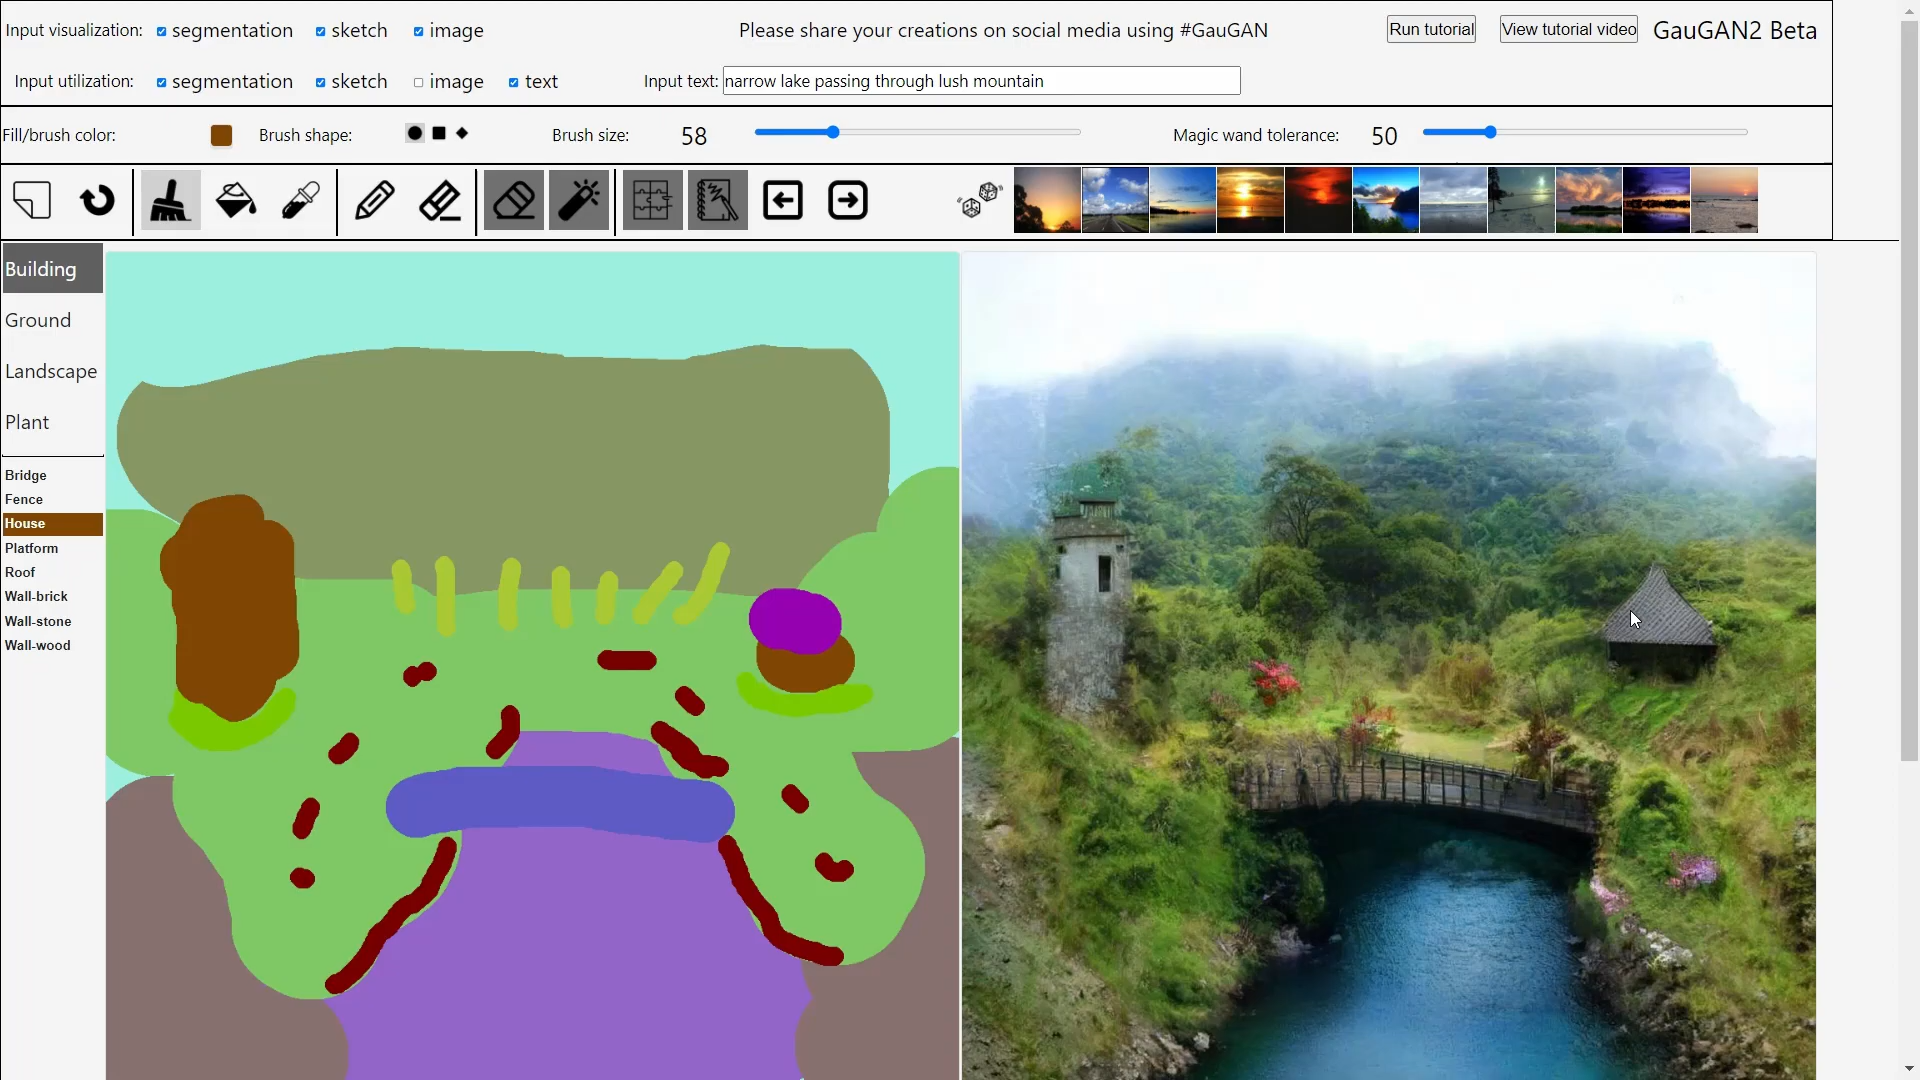 Input visualization: segmentation sketch image Please share your creations on social media using #GauGAN Run tutorial View tutorial video GauGAN2 Beta
Input utilization: segmentation sketch image text Input text: narrow lake passing through lush mountain
Fill/brush color: Brush shape: Brush size: 58 Magic wand tolerance: 50
Building
Ground
Landscape
Plant
Bridge
Fence
House
Platform
Roof
Wall-brick
Wall-stone
Wall-wood